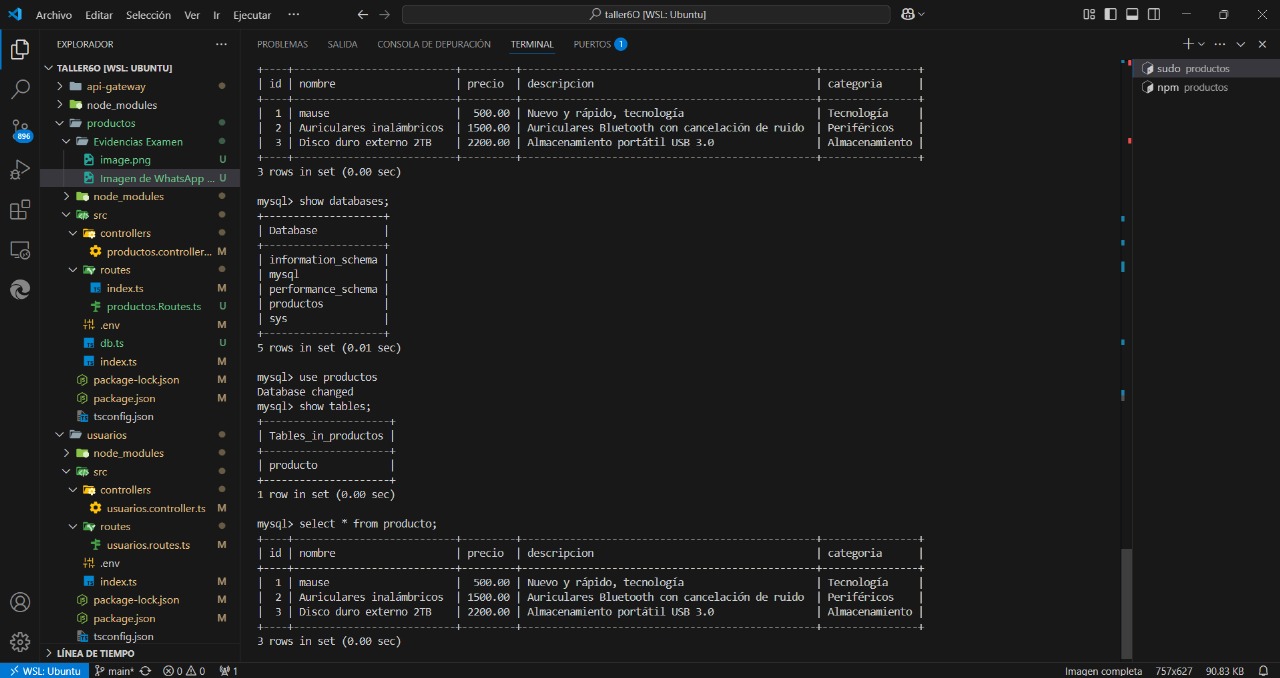 Archivo Editar Selección Ver Ir Ejecutar ··· taller6O [WSL: Ubuntu]
EXPLORADOR ···
TALLER6O [WSL: UBUNTU]
api-gateway
node_modules
productos
Evidencias Examen
image.png U
Imagen de WhatsApp ... U
node_modules
src
controllers
productos.controller... M
routes
index.ts M
productos.Routes.ts U
.env M
db.ts U
index.ts M
package-lock.json M
package.json M
tsconfig.json
usuarios
node_modules
src
controllers
usuarios.controller.ts M
routes
usuarios.routes.ts M
.env
index.ts M
package-lock.json M
package.json M
tsconfig.json
LÍNEA DE TIEMPO
896
PROBLEMAS SALIDA CONSOLA DE DEPURACIÓN TERMINAL PUERTOS 1
+----+-------------------------+---------+---------------------------------------------------+----------------+
| id | nombre | precio | descripcion | categoria |
+----+-------------------------+---------+---------------------------------------------------+----------------+
| 1 | mause | 500.00 | Nuevo y rápido, tecnología | Tecnología |
| 2 | Auriculares inalámbricos | 1500.00 | Auriculares Bluetooth con cancelación de ruido | Periféricos |
| 3 | Disco duro externo 2TB | 2200.00 | Almacenamiento portátil USB 3.0 | Almacenamiento |
+----+-------------------------+---------+---------------------------------------------------+----------------+
3 rows in set (0.00 sec)
mysql> show databases;
+--------------------+
| Database |
+--------------------+
| information_schema |
| mysql |
| performance_schema |
| productos |
| sys |
+--------------------+
5 rows in set (0.01 sec)
mysql> use productos
Database changed
mysql> show tables;
+---------------------+
| Tables_in_productos |
+---------------------+
| producto |
+---------------------+
1 row in set (0.00 sec)
mysql> select * from producto;
+----+-------------------------+---------+---------------------------------------------------+----------------+
| id | nombre | precio | descripcion | categoria |
+----+-------------------------+---------+---------------------------------------------------+----------------+
| 1 | mause | 500.00 | Nuevo y rápido, tecnología | Tecnología |
| 2 | Auriculares inalámbricos | 1500.00 | Auriculares Bluetooth con cancelación de ruido | Periféricos |
| 3 | Disco duro externo 2TB | 2200.00 | Almacenamiento portátil USB 3.0 | Almacenamiento |
+----+-------------------------+---------+---------------------------------------------------+----------------+
3 rows in set (0.00 sec)
sudo productos
npm productos
WSL: Ubuntu main* 0 0 1 Imagen completa 757x627 90.83 KB